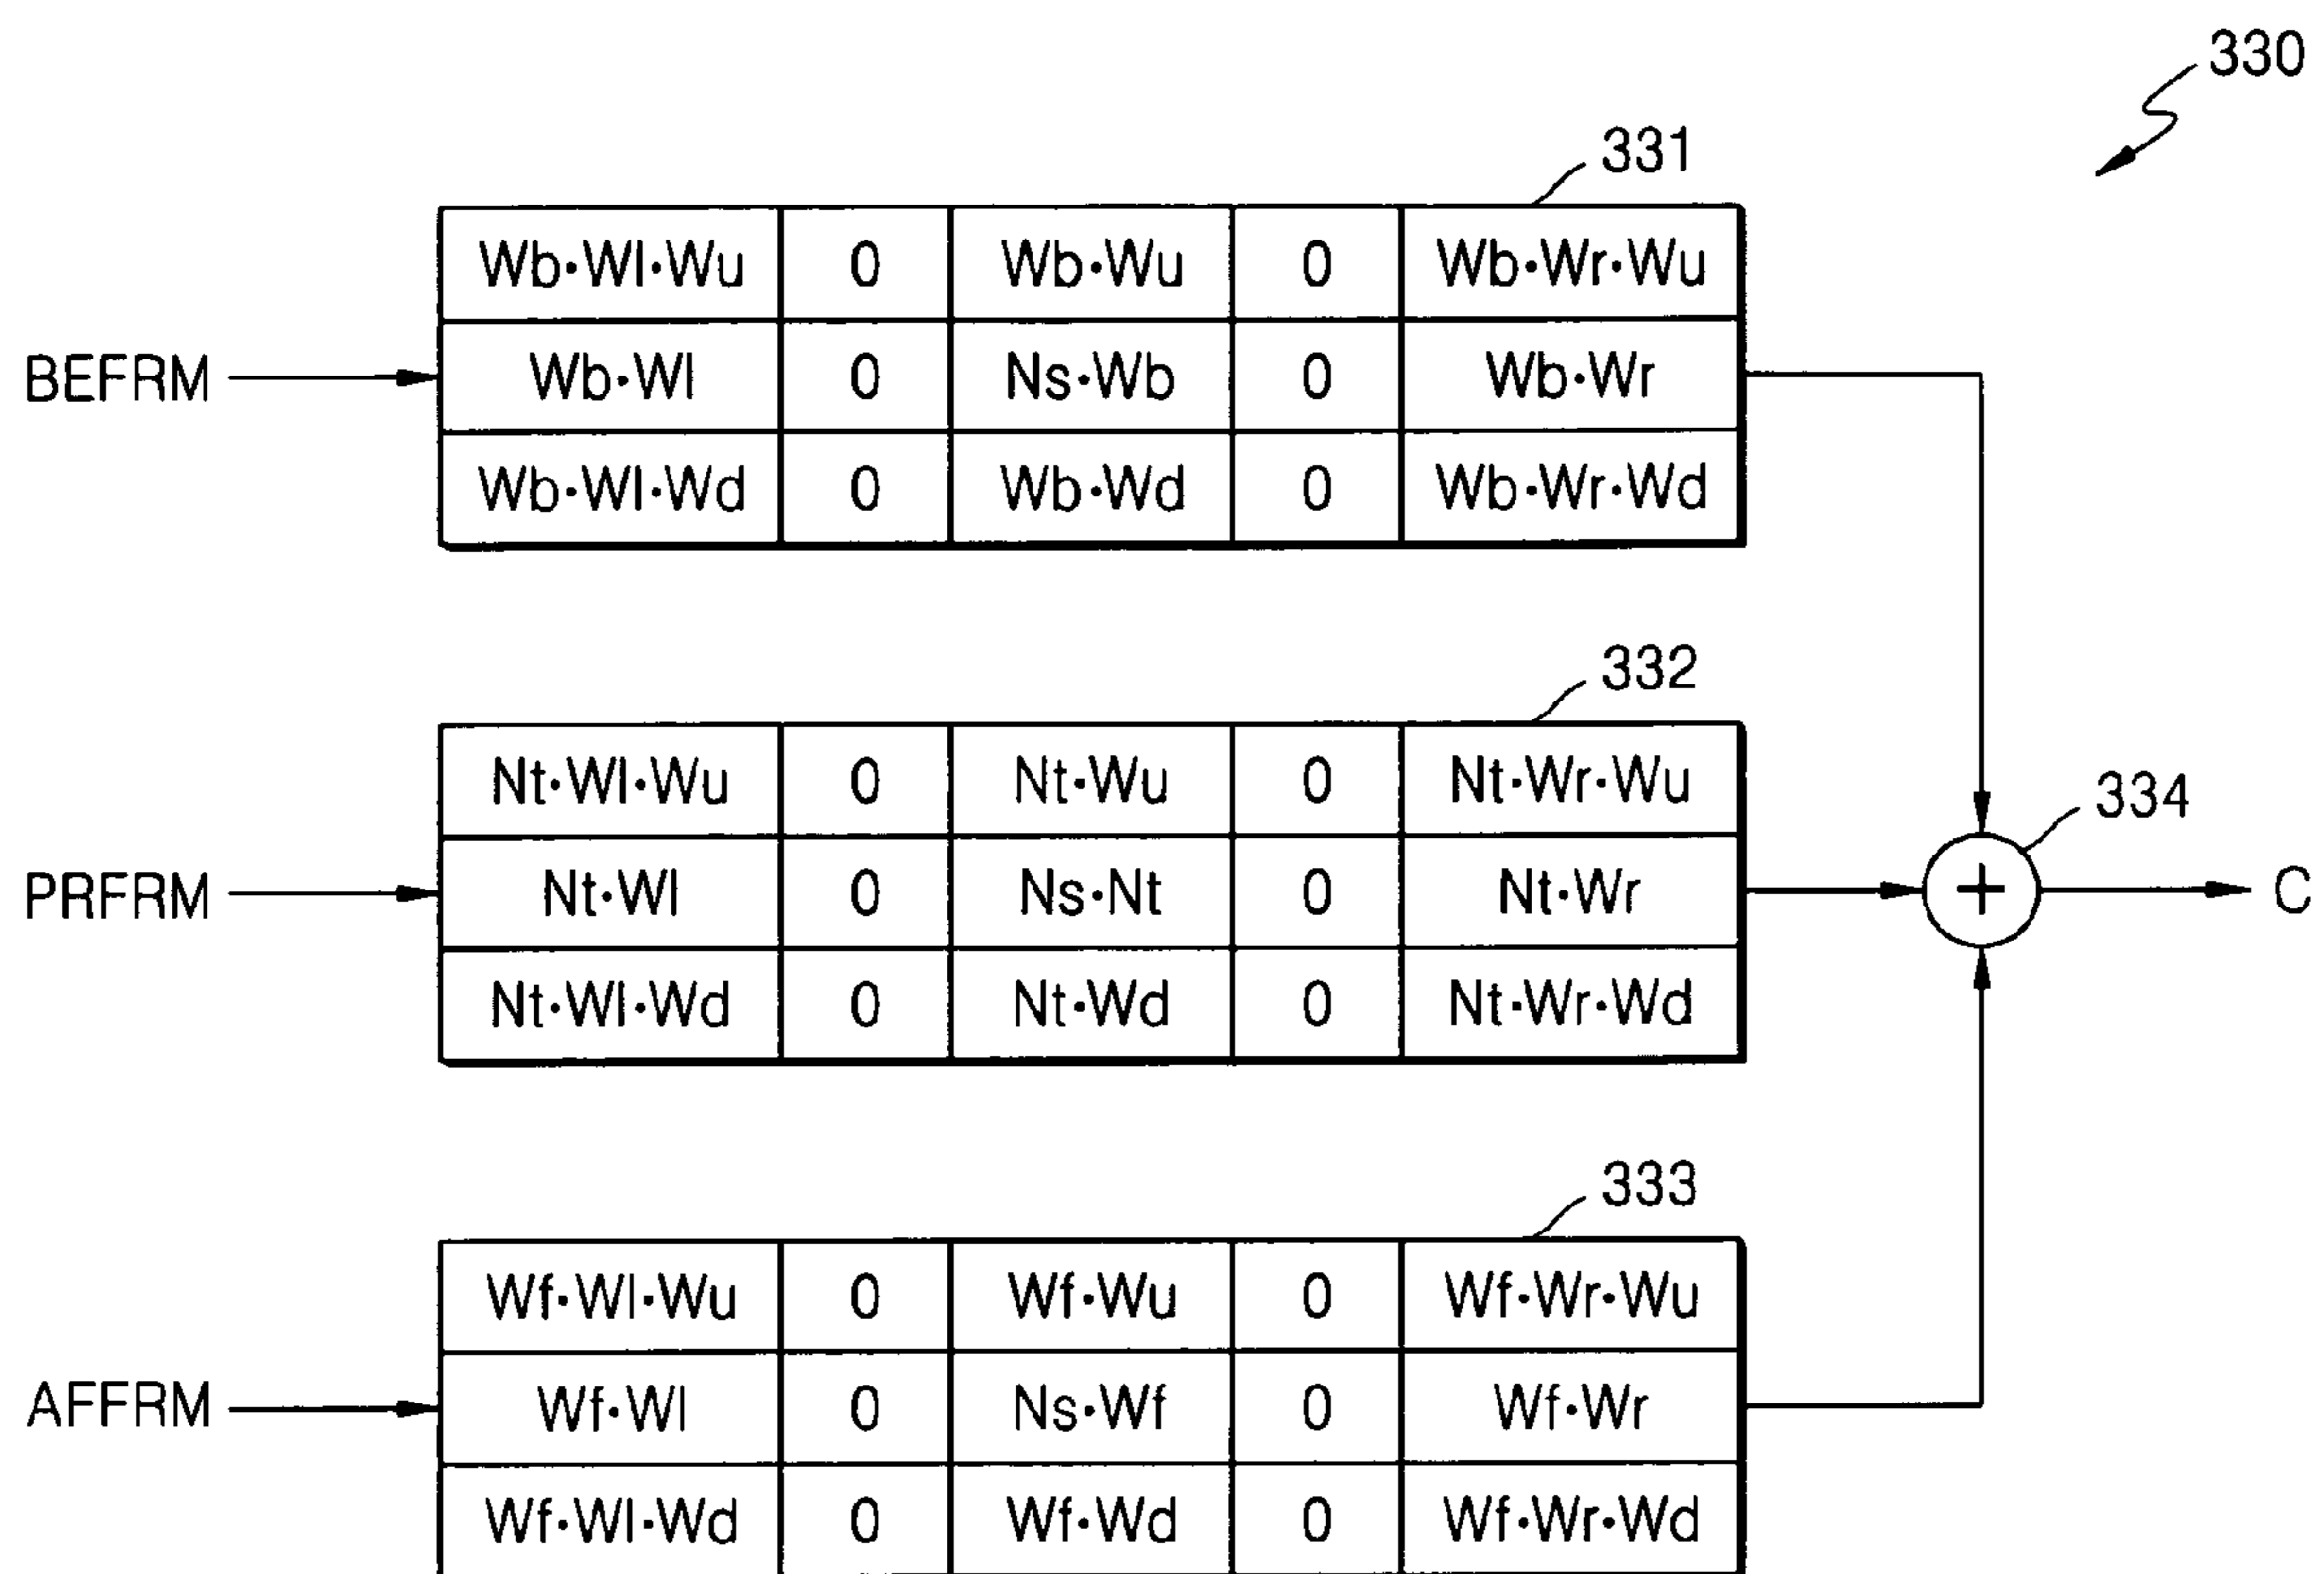 330
331
Wb·Wl·Wu 0 Wb·Wu 0 Wb·Wr·Wu
BEFRM Wb·Wl 0 Ns·Wb 0 Wb·Wr
Wb·Wl·Wd 0 Wb·Wd 0 Wb·Wr·Wd
332
Nt·Wl·Wu 0 Nt·Wu 0 Nt·Wr·Wu
334
PRFRM Nt·Wl 0 Ns·Nt 0 Nt·Wr + C
Nt·Wl·Wd 0 Nt·Wd 0 Nt·Wr·Wd
333
Wf·Wl·Wu 0 Wf·Wu 0 Wf·Wr·Wu
AFFRM Wf·Wl 0 Ns·Wf 0 Wf·Wr
Wf·Wl·Wd 0 Wf·Wd 0 Wf·Wr·Wd